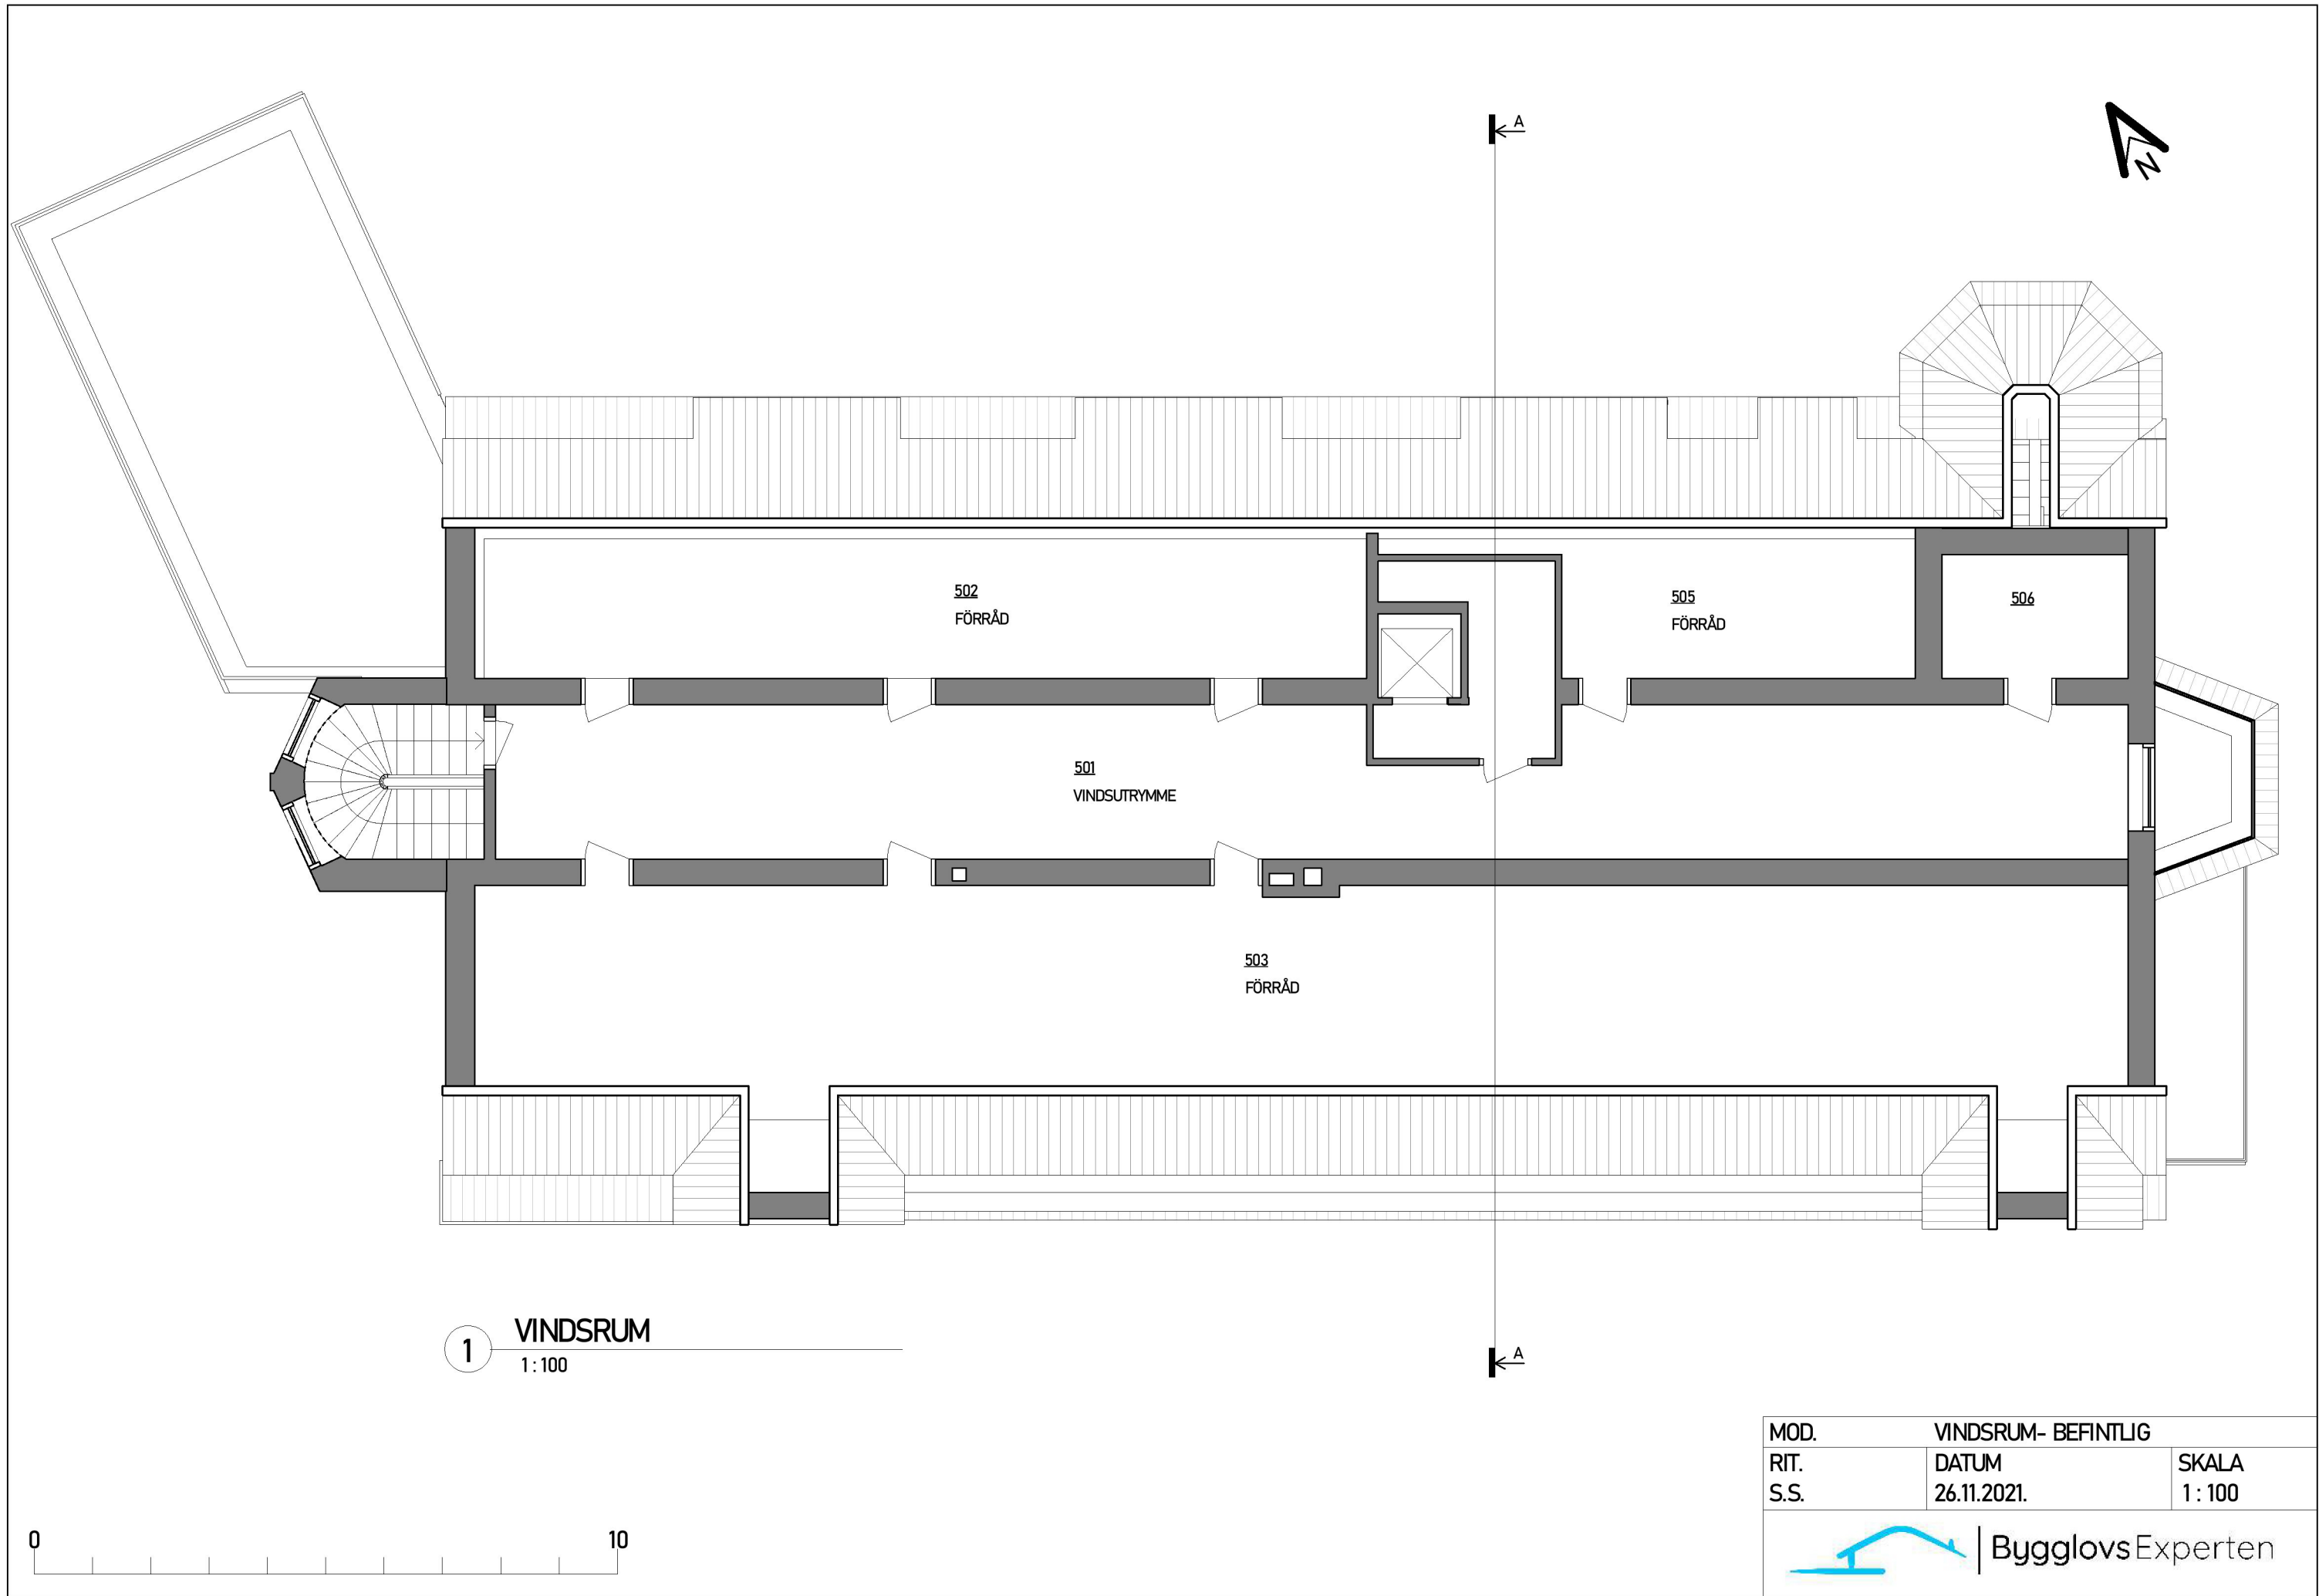 A
N
502
FÖRRÅD
505
FÖRRÅD
506
501
VINDSUTRYMME
503
FÖRRÅD
1
VINDSRUM
1 : 100
A
MOD. VINDSRUM- BEFINTLIG
RIT. DATUM SKALA
S.S. 26.11.2021. 1 : 100
BygglovsExperten
0 10